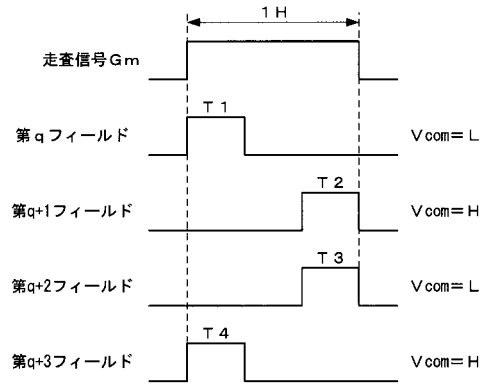 1H
走査信号Gm
T1
第qフィールド Vcom=L
T2
第q+1フィールド Vcom=H
T3
第q+2フィールド Vcom=L
T4
第q+3フィールド Vcom=H